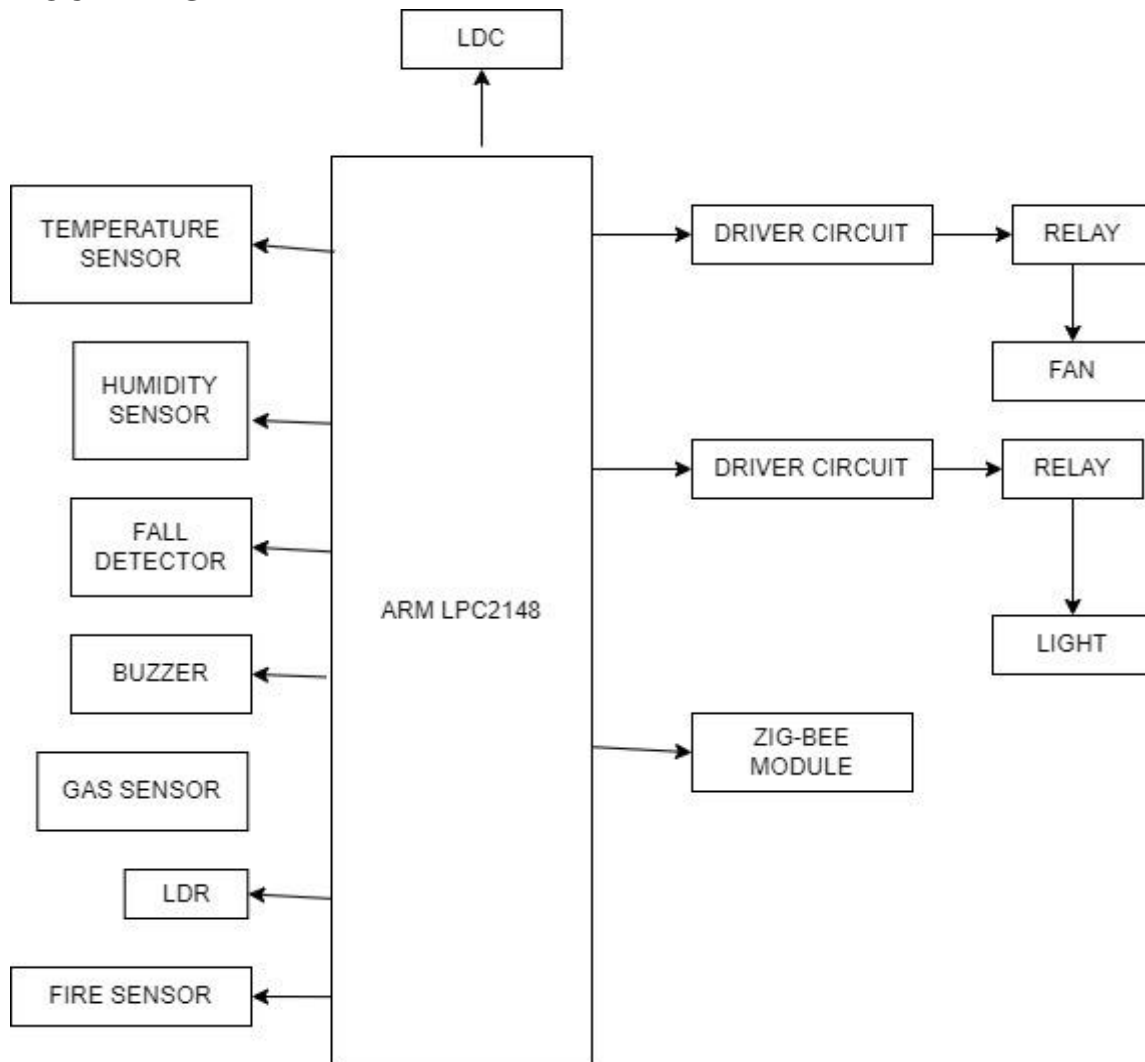 LDC
TEMPERATURE
SENSOR
HUMIDITY
SENSOR
FALL
DETECTOR
BUZZER
GAS SENSOR
LDR
FIRE SENSOR
ARM LPC2148
DRIVER CIRCUIT
RELAY
FAN
DRIVER CIRCUIT
RELAY
LIGHT
ZIG-BEE
MODULE